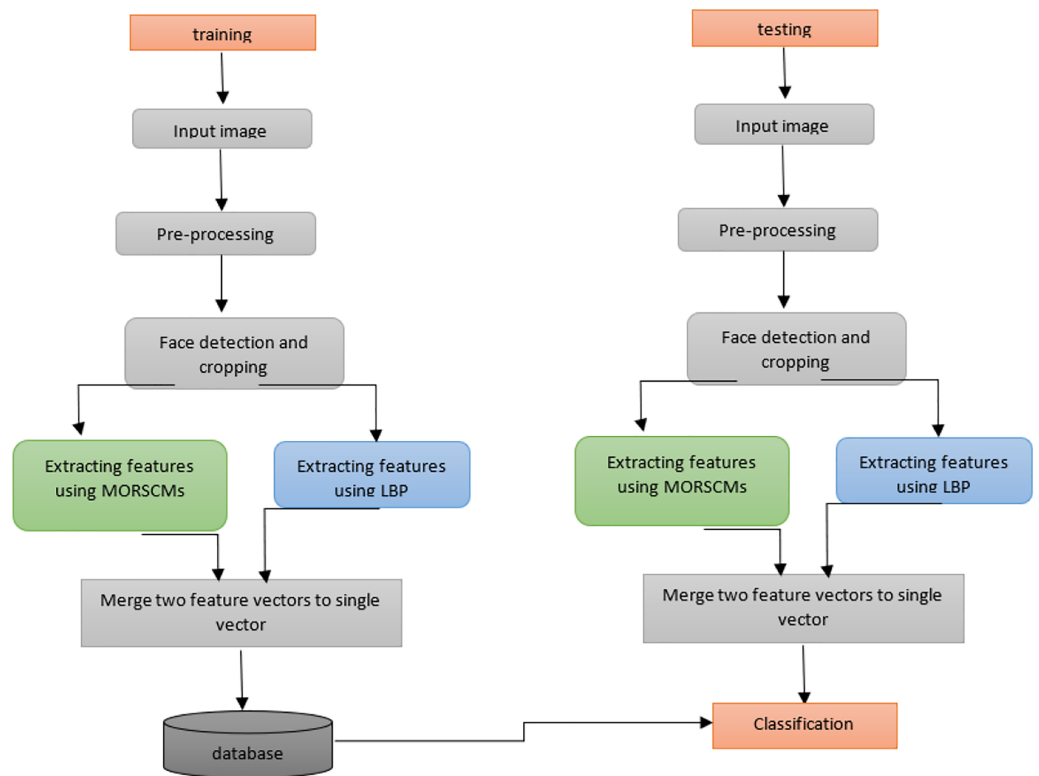 training
Input image
Pre-processing
Face detection and
cropping
Extracting features
using MORSCMs
Extracting features
using LBP
Merge two feature vectors to single
vector
database
testing
Input image
Pre-processing
Face detection and
cropping
Extracting features
using MORSCMs
Extracting features
using LBP
Merge two feature vectors to single
vector
Classification